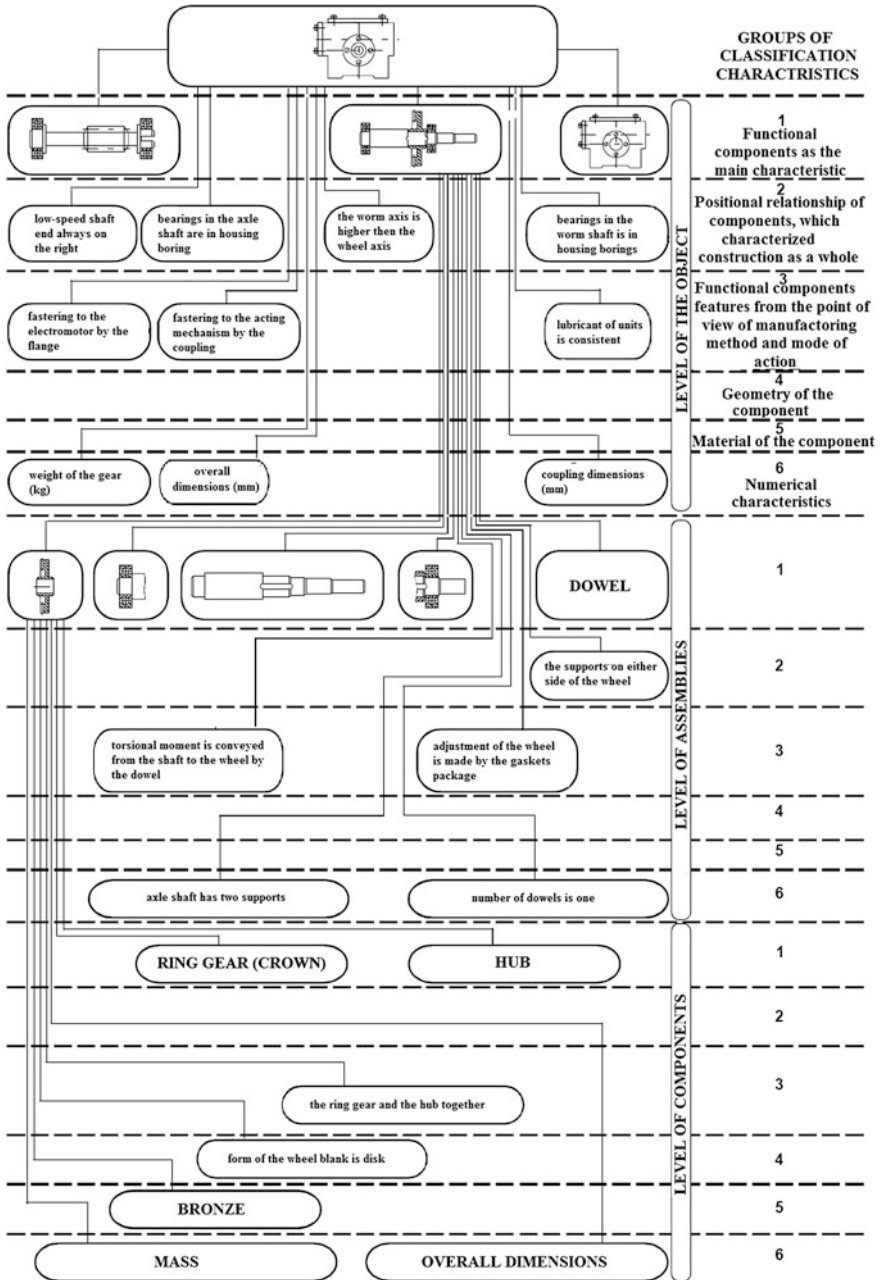 GROUPS OF
CLASSIFICATION
CHARACTRISTICS
1
Functional
components as the
main characteristic
low-speed shaft
end always on
the right
bearings in the axle
shaft are in housing
boring
the worm axis is
higher then the
wheel axis
bearings in the
worm shaft is in
housing borings
2
Positional relationship of
components, which
characterized
construction as a whole
fastering to the
electromotor by the
flange
fastering to the acting
mechanism by the
coupling
lubricant of units
is consistent
3
Functional components
features from the point of
view of manufactoring
method and mode of
action
4
Geometry of the
component
5
Material of the component
weight of the gear
(kg)
overall
dimensions (mm)
coupling dimensions
(mm)
6
Numerical
characteristics
LEVEL OF THE OBJECT
DOWEL
1
the supports on either
side of the wheel
2
torsional moment is conveyed
from the shaft to the wheel by
the dowel
adjustment of the wheel
is made by the gaskets
package
3
4
5
axle shaft has two supports
number of dowels is one
6
LEVEL OF ASSEMBLIES
RING GEAR (CROWN)
HUB
1
2
the ring gear and the hub together
3
form of the wheel blank is disk
4
BRONZE
5
MASS
OVERALL DIMENSIONS
6
LEVEL OF COMPONENTS